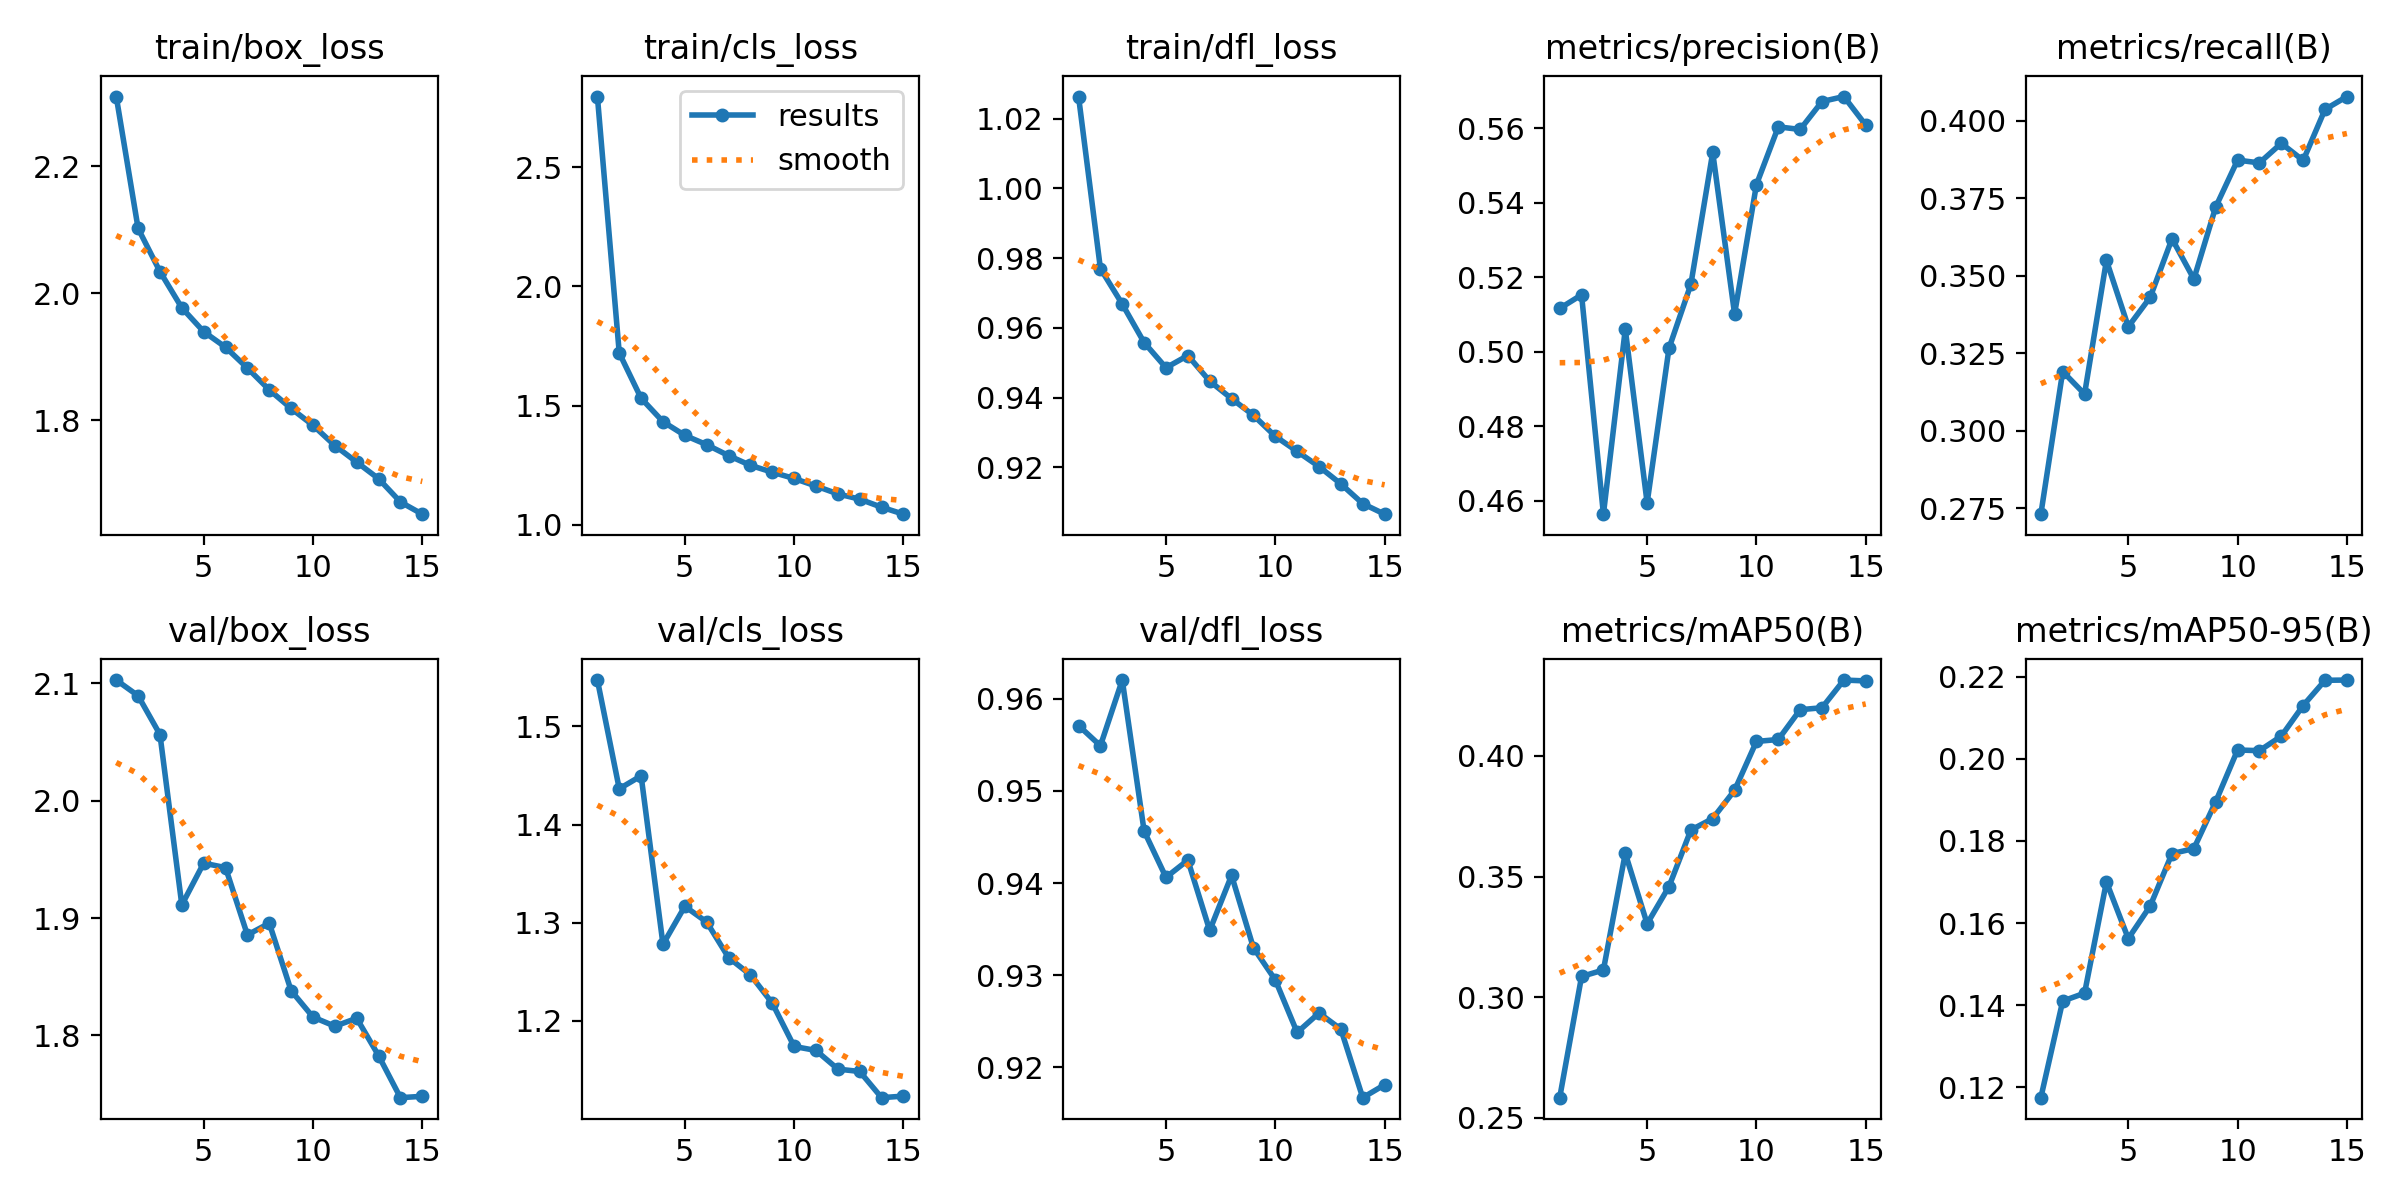 train/box_loss
2.2
2.0
1.8
5 10 15
train/cls_loss
results
smooth
2.5
2.0
1.5
1.0
5 10 15
train/dfl_loss
1.02
1.00
0.98
0.96
0.94
0.92
5 10 15
metrics/precision(B)
0.56
0.54
0.52
0.50
0.48
0.46
5 10 15
metrics/recall(B)
0.400
0.375
0.350
0.325
0.300
0.275
5 10 15
val/box_loss
2.1
2.0
1.9
1.8
5 10 15
val/cls_loss
1.5
1.4
1.3
1.2
5 10 15
val/dfl_loss
0.96
0.95
0.94
0.93
0.92
5 10 15
metrics/mAP50(B)
0.40
0.35
0.30
0.25
5 10 15
metrics/mAP50-95(B)
0.22
0.20
0.18
0.16
0.14
0.12
5 10 15